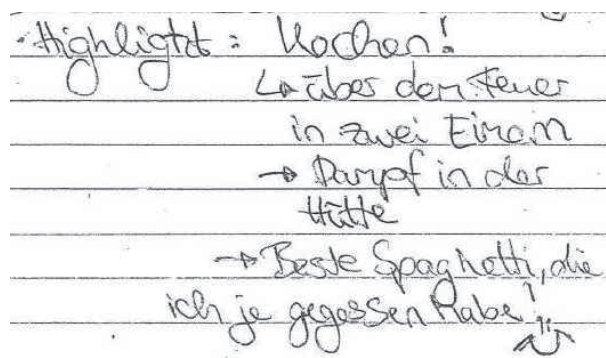 - Highlight: Kochen!
↳ über dem Feuer
in zwei Eimern
→ Dampf in der
Hütte
→ Beste Spaghetti, die
ich je gegessen habe!